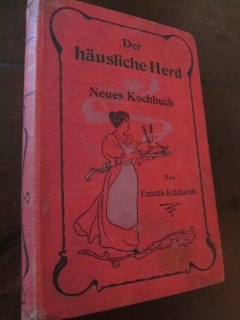 Der
häusliche Herd
Neues Kochbuch
Von
Emma Eckhardt